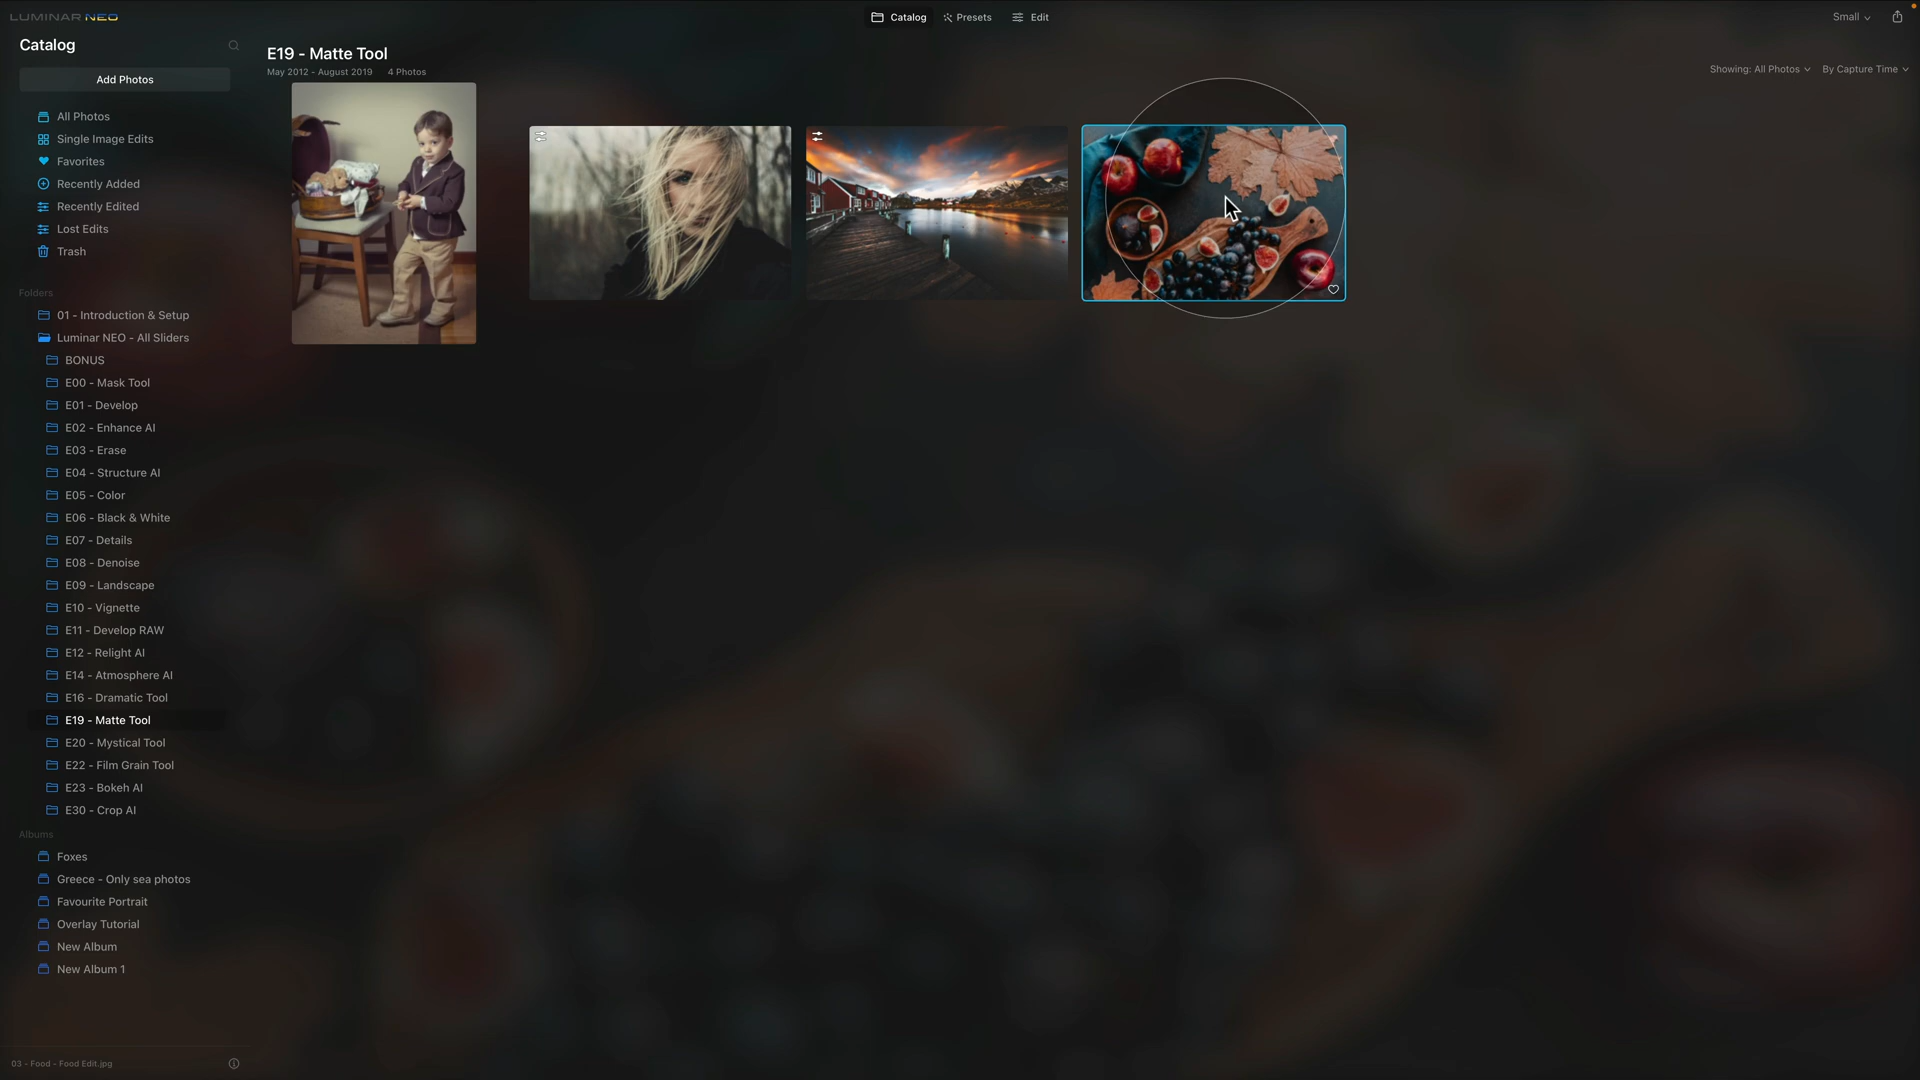 LUMINAR NEO
Catalog
Presets
Edit
Small
Catalog
Add Photos
All Photos
Single Image Edits
Favorites
Recently Added
Recently Edited
Lost Edits
Trash
Folders
01 - Introduction & Setup
Luminar NEO - All Sliders
BONUS
E00 - Mask Tool
E01 - Develop
E02 - Enhance AI
E03 - Erase
E04 - Structure AI
E05 - Color
E06 - Black & White
E07 - Details
E08 - Denoise
E09 - Landscape
E10 - Vignette
E11 - Develop RAW
E12 - Relight AI
E14 - Atmosphere AI
E16 - Dramatic Tool
E19 - Matte Tool
E20 - Mystical Tool
E22 - Film Grain Tool
E23 - Bokeh AI
E30 - Crop AI
Albums
Foxes
Greece - Only sea photos
Favourite Portrait
Overlay Tutorial
New Album
New Album 1
03 - Food - Food Edit.jpg
E19 - Matte Tool
May 2012 - August 2019 4 Photos
Showing: All Photos
By Capture Time